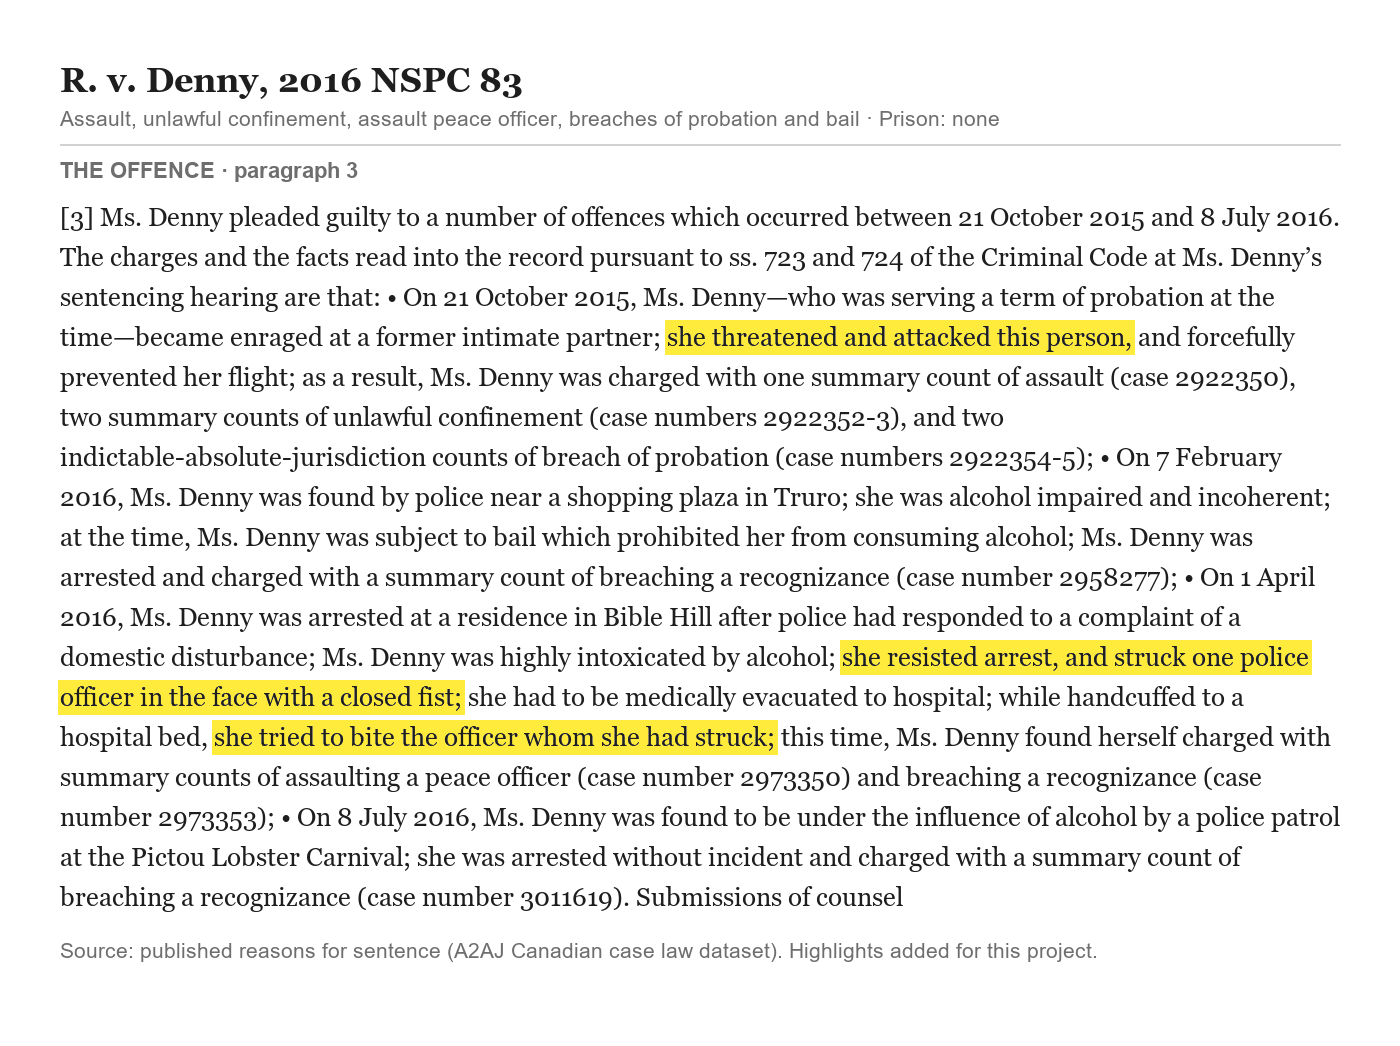 R. v. Denny, 2016 NSPC 83
Assault, unlawful confinement, assault peace officer, breaches of probation and bail · Prison: none
THE OFFENCE · paragraph 3
[3] Ms. Denny pleaded guilty to a number of offences which occurred between 21 October 2015 and 8 July 2016.
The charges and the facts read into the record pursuant to ss. 723 and 724 of the Criminal Code at Ms. Denny’s
sentencing hearing are that: • On 21 October 2015, Ms. Denny—who was serving a term of probation at the
time—became enraged at a former intimate partner; she threatened and attacked this person, and forcefully
prevented her flight; as a result, Ms. Denny was charged with one summary count of assault (case 2922350),
two summary counts of unlawful confinement (case numbers 2922352-3), and two
indictable-absolute-jurisdiction counts of breach of probation (case numbers 2922354-5); • On 7 February
2016, Ms. Denny was found by police near a shopping plaza in Truro; she was alcohol impaired and incoherent;
at the time, Ms. Denny was subject to bail which prohibited her from consuming alcohol; Ms. Denny was
arrested and charged with a summary count of breaching a recognizance (case number 2958277); • On 1 April
2016, Ms. Denny was arrested at a residence in Bible Hill after police had responded to a complaint of a
domestic disturbance; Ms. Denny was highly intoxicated by alcohol; she resisted arrest, and struck one police
officer in the face with a closed fist; she had to be medically evacuated to hospital; while handcuffed to a
hospital bed, she tried to bite the officer whom she had struck; this time, Ms. Denny found herself charged with
summary counts of assaulting a peace officer (case number 2973350) and breaching a recognizance (case
number 2973353); • On 8 July 2016, Ms. Denny was found to be under the influence of alcohol by a police patrol
at the Pictou Lobster Carnival; she was arrested without incident and charged with a summary count of
breaching a recognizance (case number 3011619). Submissions of counsel
Source: published reasons for sentence (A2AJ Canadian case law dataset). Highlights added for this project.